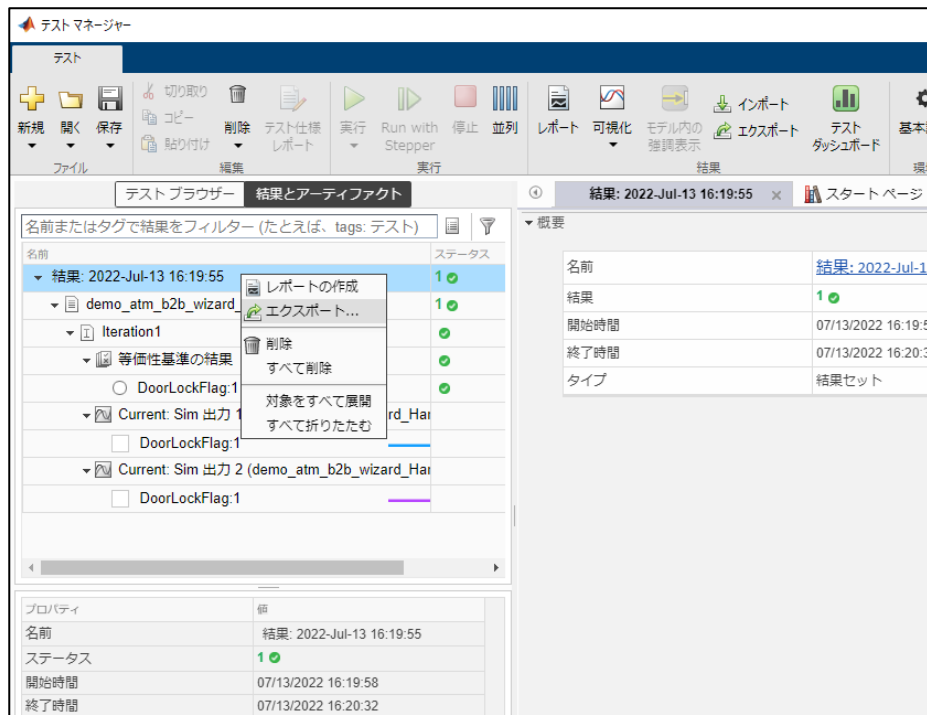 テスト マネージャー
テスト
新規
開く
保存
ファイル
切り取り
コピー
貼り付け
削除
テスト仕様
レポート
編集
実行
Run with
Stepper
停止
並列
実行
レポート
可視化
モデル内の
強調表示
インポート
エクスポート
テスト
ダッシュボード
結果
テスト ブラウザー
結果とアーティファクト
結果: 2022-Jul-13 16:19:55
スタート ページ
名前またはタグで結果をフィルター (たとえば、tags: テスト)
名前
ステータス
結果: 2022-Jul-13 16:19:55
1
demo_atm_b2b_wizard_
1
Iteration1
等価性基準の結果
DoorLockFlag:1
Current: Sim 出力 1
ard_Har
DoorLockFlag:1
Current: Sim 出力 2 (demo_atm_b2b_wizard_Har
DoorLockFlag:1
レポートの作成
エクスポート...
削除
すべて削除
対象をすべて展開
すべて折りたたむ
プロパティ
値
名前
結果: 2022-Jul-13 16:19:55
ステータス
1
開始時間
07/13/2022 16:19:58
終了時間
07/13/2022 16:20:32
概要
名前
結果: 2022-Jul-1
結果
1
開始時間
07/13/2022 16:19:5
終了時間
07/13/2022 16:20:3
タイプ
結果セット